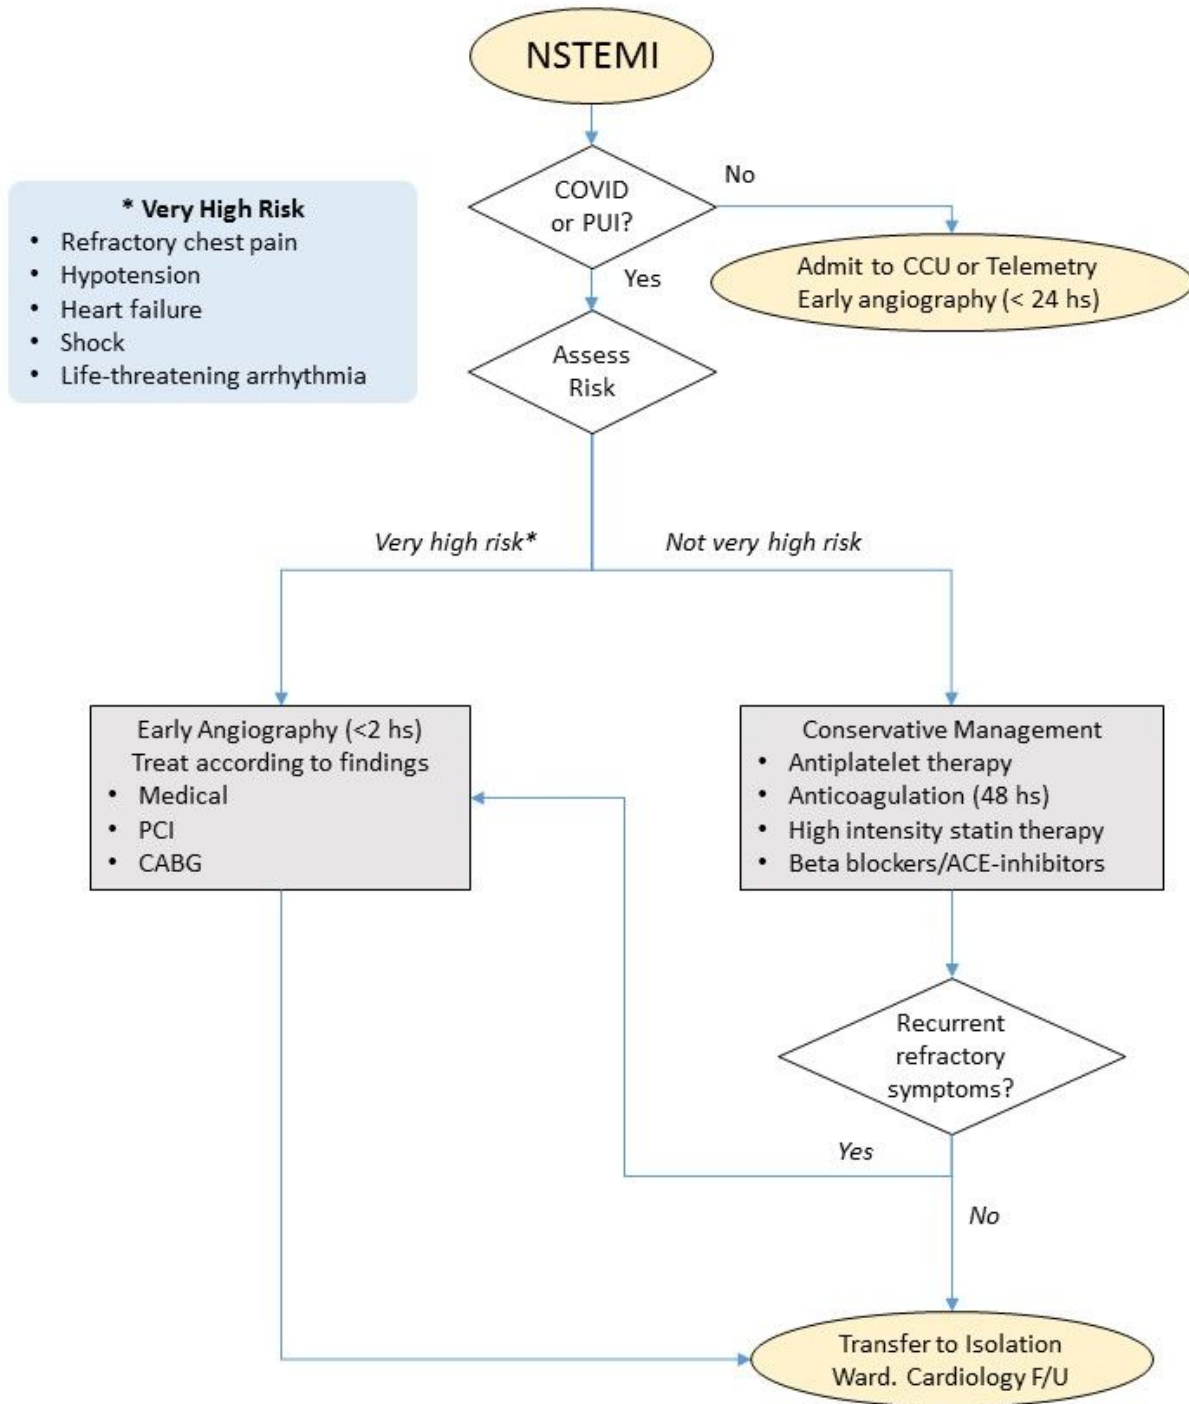 NSTEMI
COVID
or PUI?
No
Yes
* Very High Risk
• Refractory chest pain
• Hypotension
• Heart failure
• Shock
• Life-threatening arrhythmia
Admit to CCU or Telemetry
Early angiography (< 24 hs)
Assess
Risk
Very high risk*
Not very high risk
Early Angiography (<2 hs)
Treat according to findings
• Medical
• PCI
• CABG
Conservative Management
• Antiplatelet therapy
• Anticoagulation (48 hs)
• High intensity statin therapy
• Beta blockers/ACE-inhibitors
Recurrent
refractory
symptoms?
Yes
No
Transfer to Isolation
Ward. Cardiology F/U